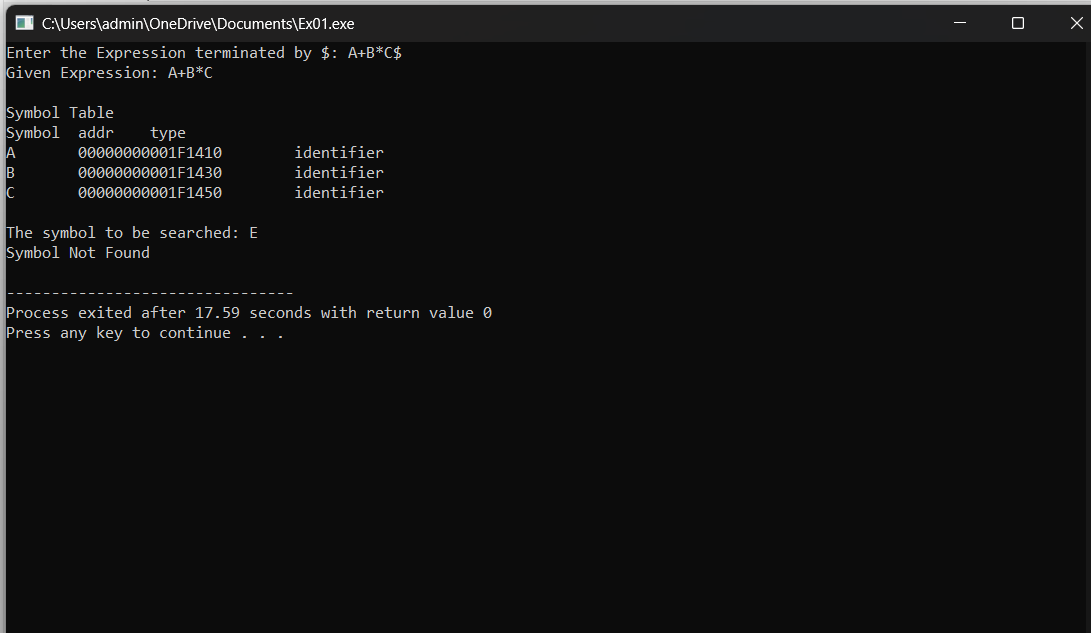 C:\Users\admin\OneDrive\Documents\Ex01.exe
Enter the Expression terminated by $: A+B*C$
Given Expression: A+B*C
Symbol Table
Symbol  addr    type
A       00000000001F1410        identifier
B       00000000001F1430        identifier
C       00000000001F1450        identifier
The symbol to be searched: E
Symbol Not Found
--------------------------------
Process exited after 17.59 seconds with return value 0
Press any key to continue . . .